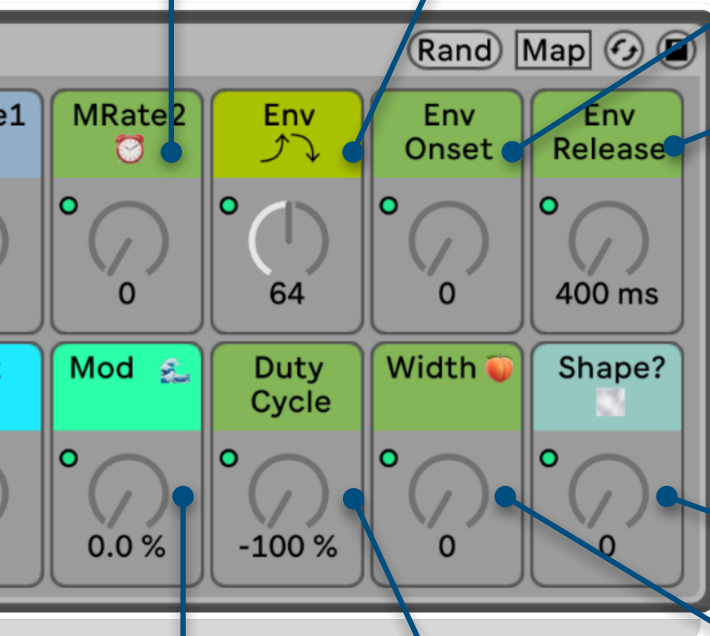 Rand Map
e1 MRate2 Env Env Env
⏰ ⤴⤵ Onset Release
0 64 0 400 ms
Mod 🌊 Duty Width 🍑 Shape?
Cycle
0.0 % -100 % 0 0